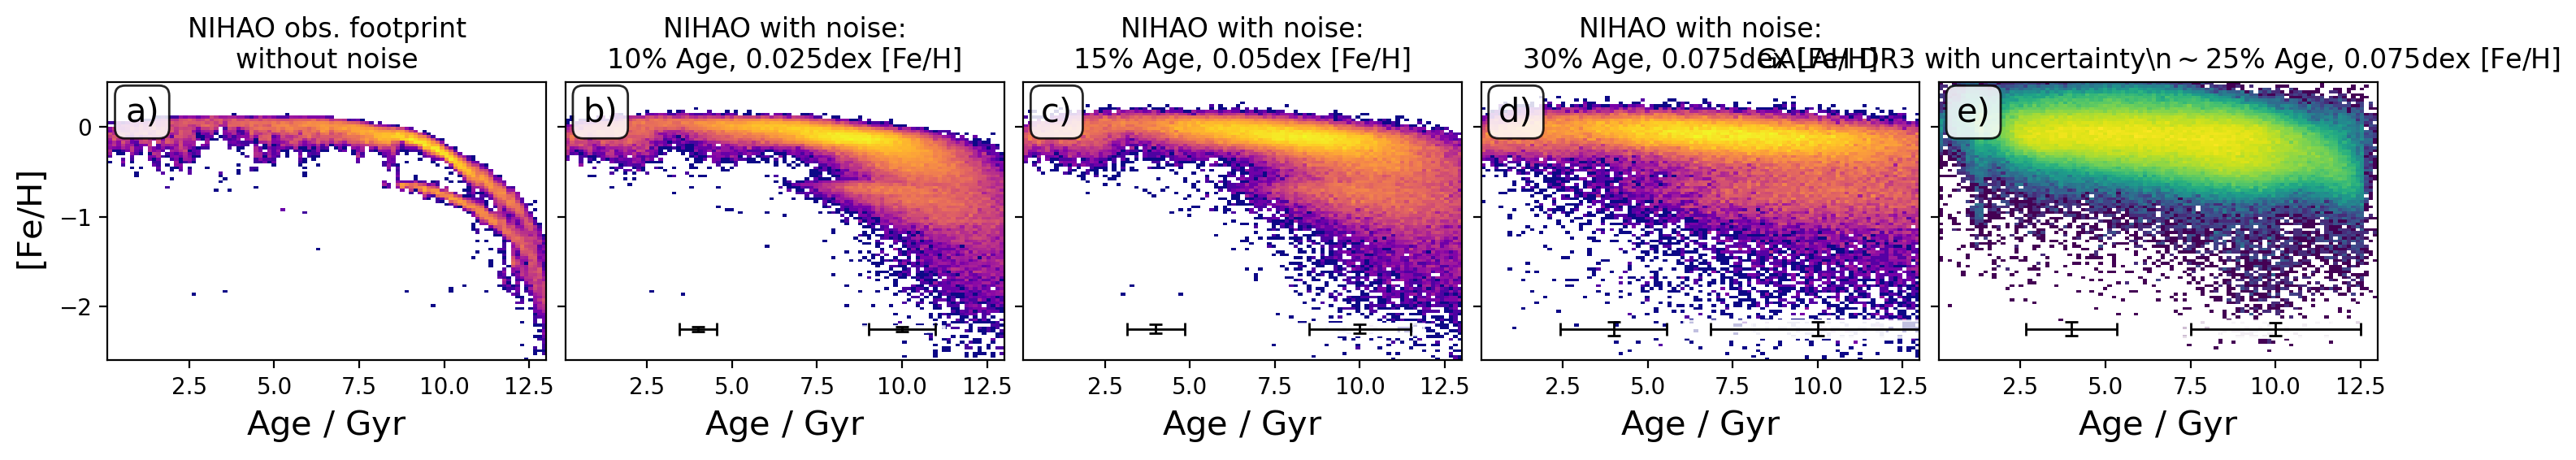 NIHAO obs. footprint
without noise
NIHAO with noise:
10% Age, 0.025dex [Fe/H]
NIHAO with noise:
15% Age, 0.05dex [Fe/H]
NIHAO with noise:
30% Age, 0.075dex [Fe/H]
GALAH DR3 with uncertainty\n ~ 25% Age, 0.075dex [Fe/H]
a)
b)
c)
d)
e)
[Fe/H]
0
−1
−2
2.5 5.0 7.5 10.0 12.5
2.5 5.0 7.5 10.0 12.5
2.5 5.0 7.5 10.0 12.5
2.5 5.0 7.5 10.0 12.5
2.5 5.0 7.5 10.0 12.5
Age / Gyr
Age / Gyr
Age / Gyr
Age / Gyr
Age / Gyr